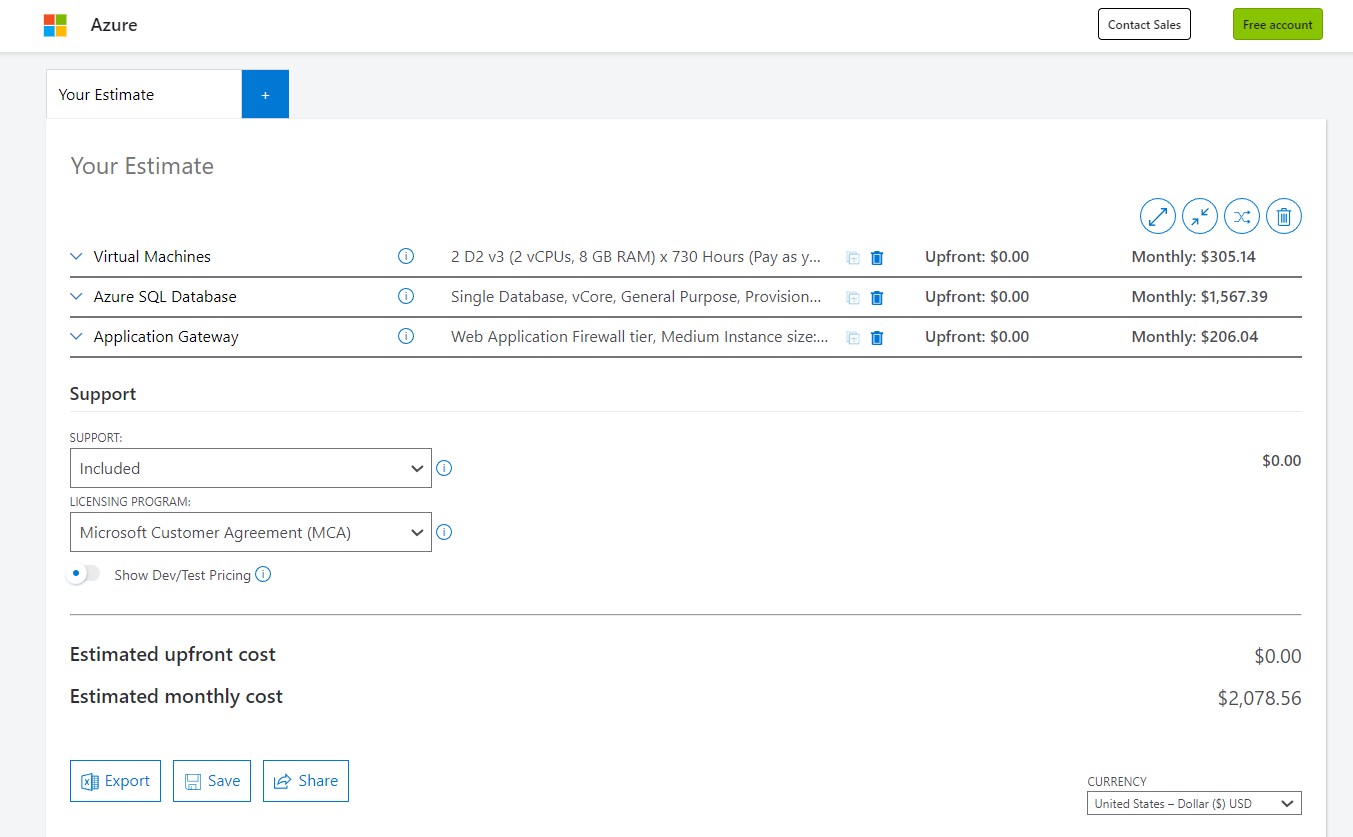 Azure
Contact Sales
Free account
Your Estimate
+
Your Estimate
Virtual Machines 2 D2 v3 (2 vCPUs, 8 GB RAM) x 730 Hours (Pay as y... Upfront: $0.00 Monthly: $305.14
Azure SQL Database Single Database, vCore, General Purpose, Provision... Upfront: $0.00 Monthly: $1,567.39
Application Gateway Web Application Firewall tier, Medium Instance size:... Upfront: $0.00 Monthly: $206.04
Support
SUPPORT:
Included $0.00
LICENSING PROGRAM:
Microsoft Customer Agreement (MCA)
Show Dev/Test Pricing
Estimated upfront cost $0.00
Estimated monthly cost $2,078.56
Export Save Share
CURRENCY
United States – Dollar ($) USD